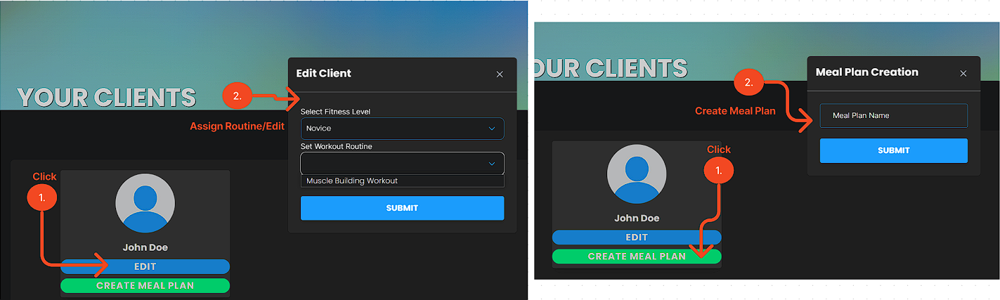 YOUR CLIENTS
2.
Assign Routine/Edit
Edit Client
Select Fitness Level
Novice
Set Workout Routine
Muscle Building Workout
SUBMIT
Click
1.
John Doe
EDIT
CREATE MEAL PLAN
OUR CLIENTS
2.
Create Meal Plan
Meal Plan Creation
Meal Plan Name
SUBMIT
Click
1.
John Doe
EDIT
CREATE MEAL PLAN